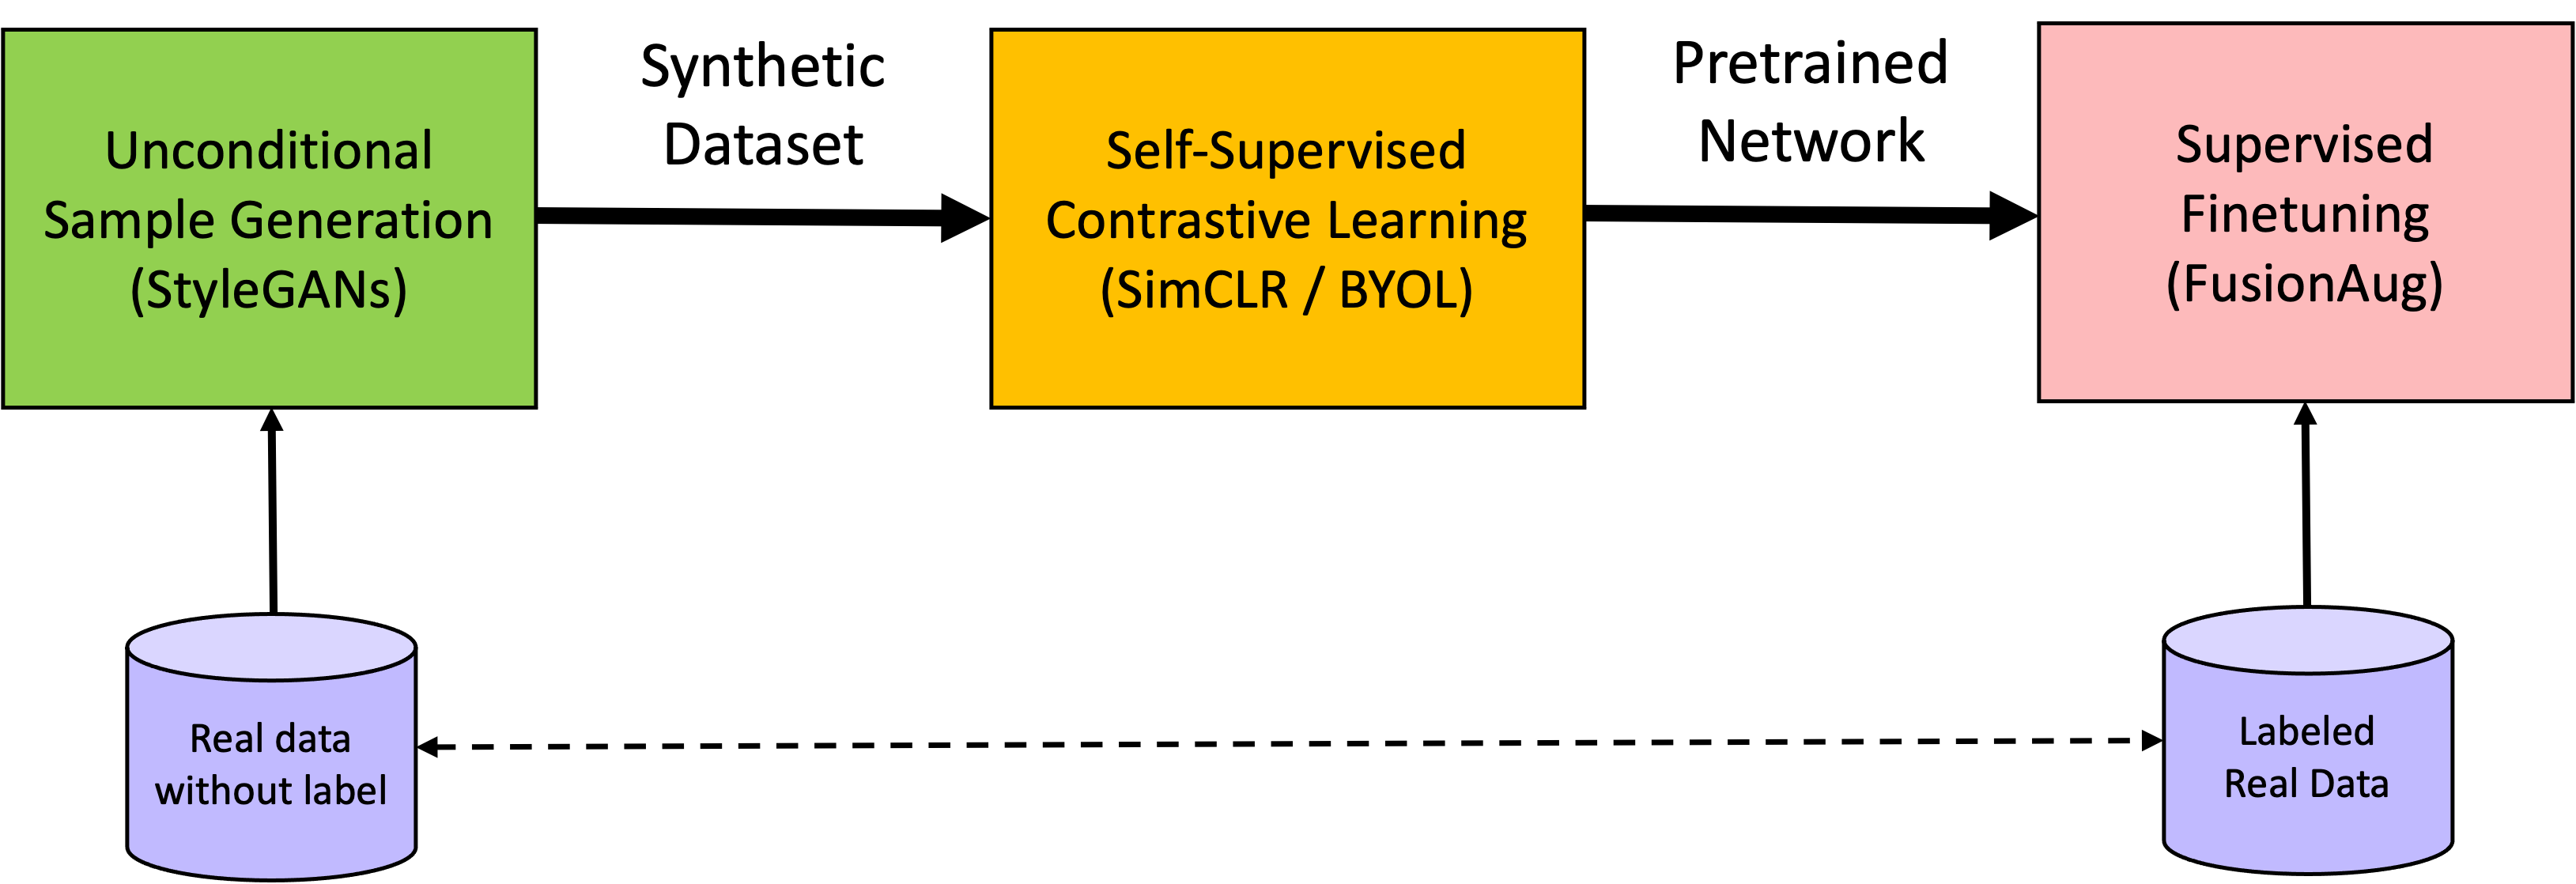 Unconditional
Sample Generation
(StyleGANs)
Synthetic
Dataset
Self-Supervised
Contrastive Learning
(SimCLR / BYOL)
Pretrained
Network
Supervised
Finetuning
(FusionAug)
Real data
without label
Labeled
Real Data